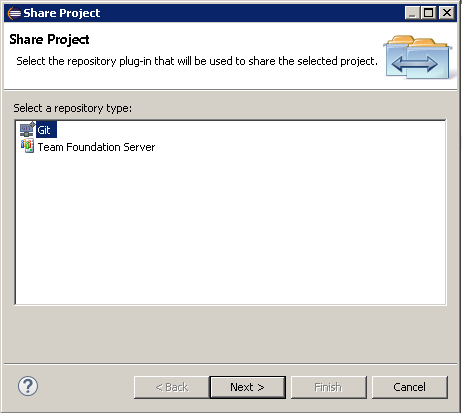 Share Project
Share Project
Select the repository plug-in that will be used to share the selected project.
Select a repository type:
Git
Team Foundation Server
?
< Back
Next >
Finish
Cancel